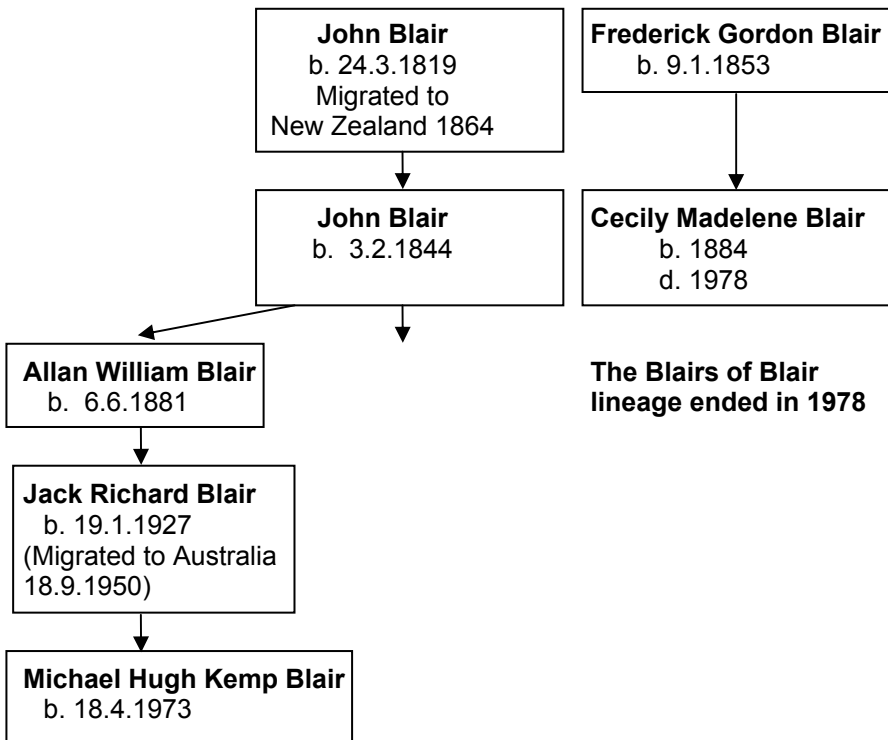 John Blair
b. 24.3.1819
Migrated to
New Zealand 1864
Frederick Gordon Blair
b. 9.1.1853
John Blair
b. 3.2.1844
Cecily Madelene Blair
b. 1884
d. 1978
Allan William Blair
b. 6.6.1881
The Blairs of Blair
lineage ended in 1978
Jack Richard Blair
b. 19.1.1927
(Migrated to Australia
18.9.1950)
Michael Hugh Kemp Blair
b. 18.4.1973